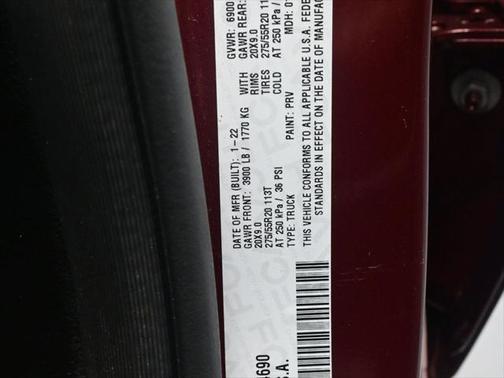 GVWR: 6900
DATE OF MFR (BUILT): 1-22 GAWR REAR:
GAWR FRONT: 3900 LB / 1770 KG WITH
20X9.0 RIMS 20X9.0
275/55R20 113T TIRES 275/55R20 11
AT 250 kPa / 36 PSI COLD AT 250 kPa /
TYPE: TRUCK PAINT: PRV MDH: 0
THIS VEHICLE CONFORMS TO ALL APPLICABLE U.S.A. FEDE
STANDARDS IN EFFECT ON THE DATE OF MANUFAC
690
.A.